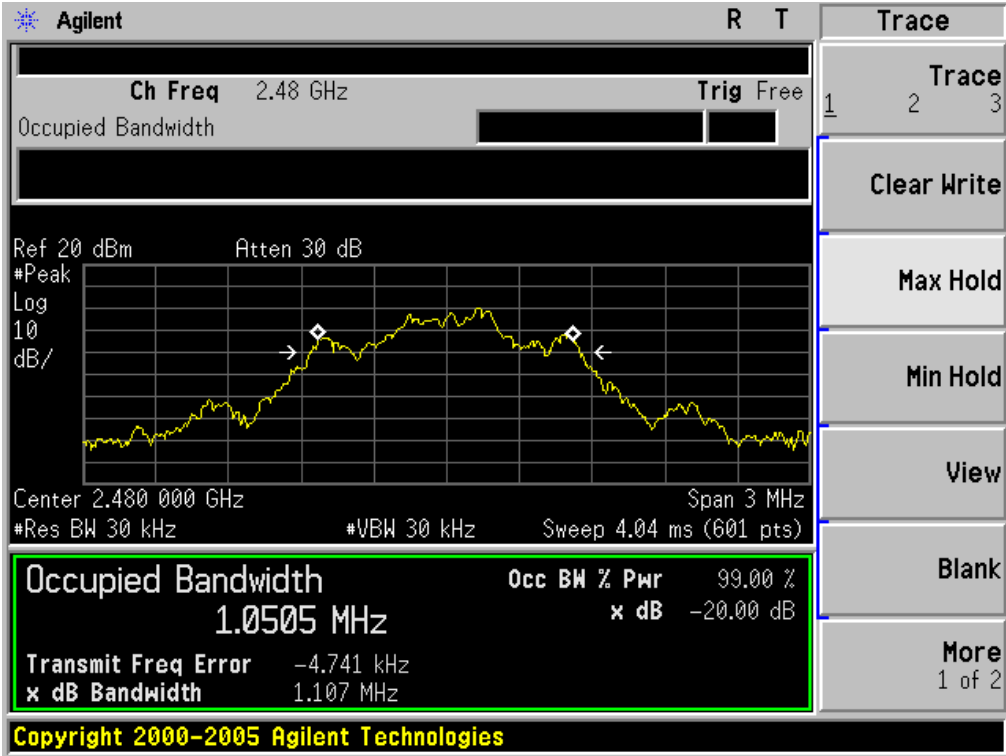 Agilent R T Trace
Ch Freq 2.48 GHz Trig Free
Occupied Bandwidth
Trace
1 2 3
Clear Write
Max Hold
Min Hold
View
Blank
More
1 of 2
Ref 20 dBm Atten 30 dB
#Peak
Log
10
dB/
Center 2.480 000 GHz Span 3 MHz
#Res BW 30 kHz #VBW 30 kHz Sweep 4.04 ms (601 pts)
Occupied Bandwidth Occ BW % Pwr 99.00 %
1.0505 MHz x dB -20.00 dB
Transmit Freq Error -4.741 kHz
x dB Bandwidth 1.107 MHz
Copyright 2000-2005 Agilent Technologies